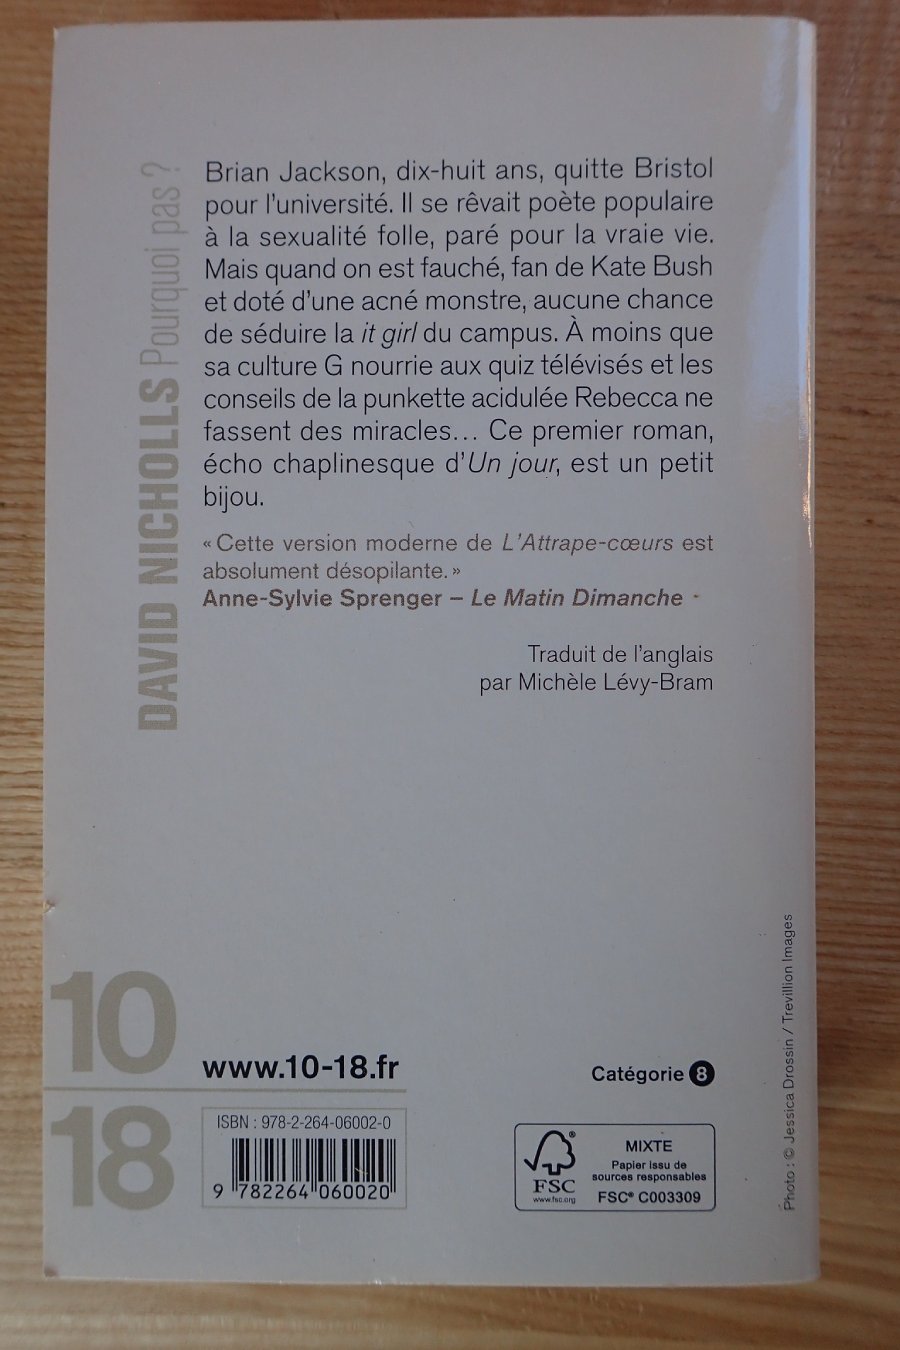 DAVID NICHOLLS Pourquoi pas ?
Brian Jackson, dix-huit ans, quitte Bristol
pour l'université. Il se rêvait poète populaire
à la sexualité folle, paré pour la vraie vie.
Mais quand on est fauché, fan de Kate Bush
et doté d'une acné monstre, aucune chance
de séduire la it girl du campus. À moins que
sa culture G nourrie aux quiz télévisés et les
conseils de la punkette acidulée Rebecca ne
fassent des miracles... Ce premier roman,
écho chaplinesque d'Un jour, est un petit
bijou.
« Cette version moderne de L'Attrape-cœurs est
absolument désopilante. »
Anne-Sylvie Sprenger – Le Matin Dimanche
Traduit de l'anglais
par Michèle Lévy-Bram
10
18
www.10-18.fr
ISBN : 978-2-264-06002-0
9 782264 060020
Catégorie 8
FSC®
www.fsc.org
MIXTE
Papier issu de
sources responsables
FSC® C003309
Photo : © Jessica Drossin / Trevillion Images